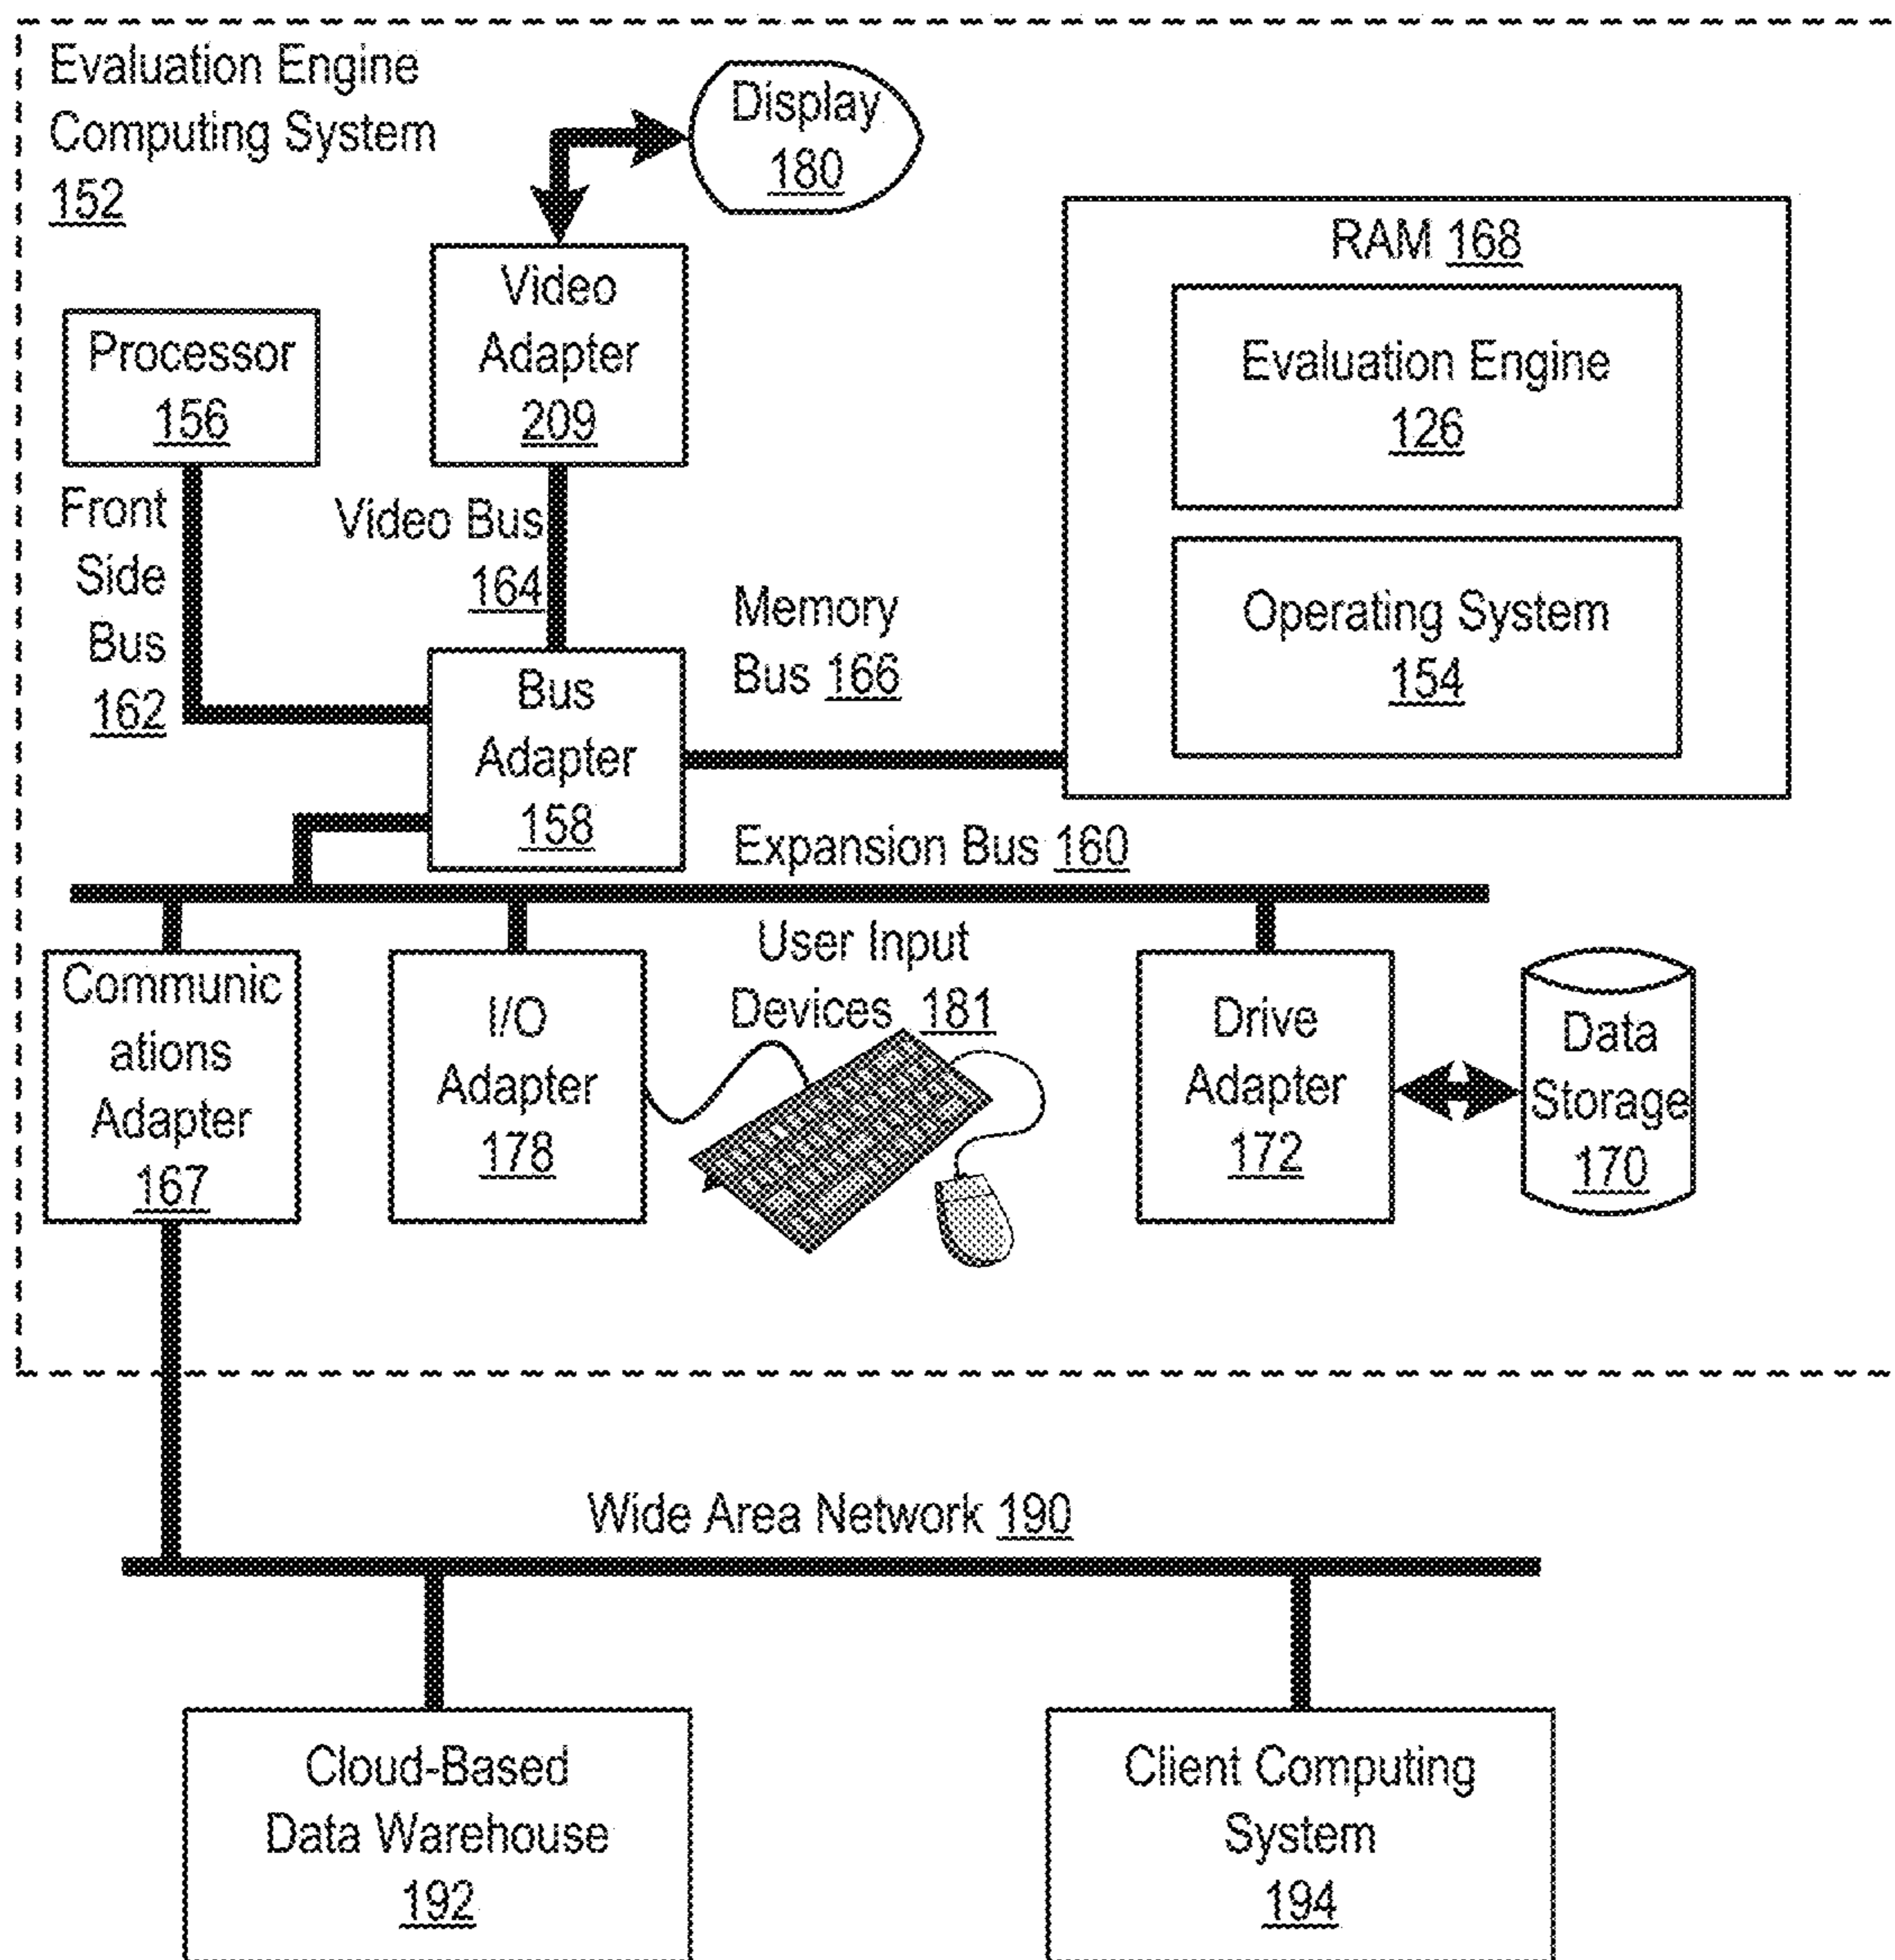 Evaluation Engine
Computing System
152
Display
180
Video
Adapter
209
Processor
156
RAM 168
Evaluation Engine
126
Operating System
154
Front
Side
Bus
162
Video Bus
164
Memory
Bus 166
Bus
Adapter
158
Expansion Bus 160
Communic
ations
Adapter
167
I/O
Adapter
178
User Input
Devices 181
Drive
Adapter
172
Data
Storage
170
Wide Area Network 190
Cloud-Based
Data Warehouse
192
Client Computing
System
194